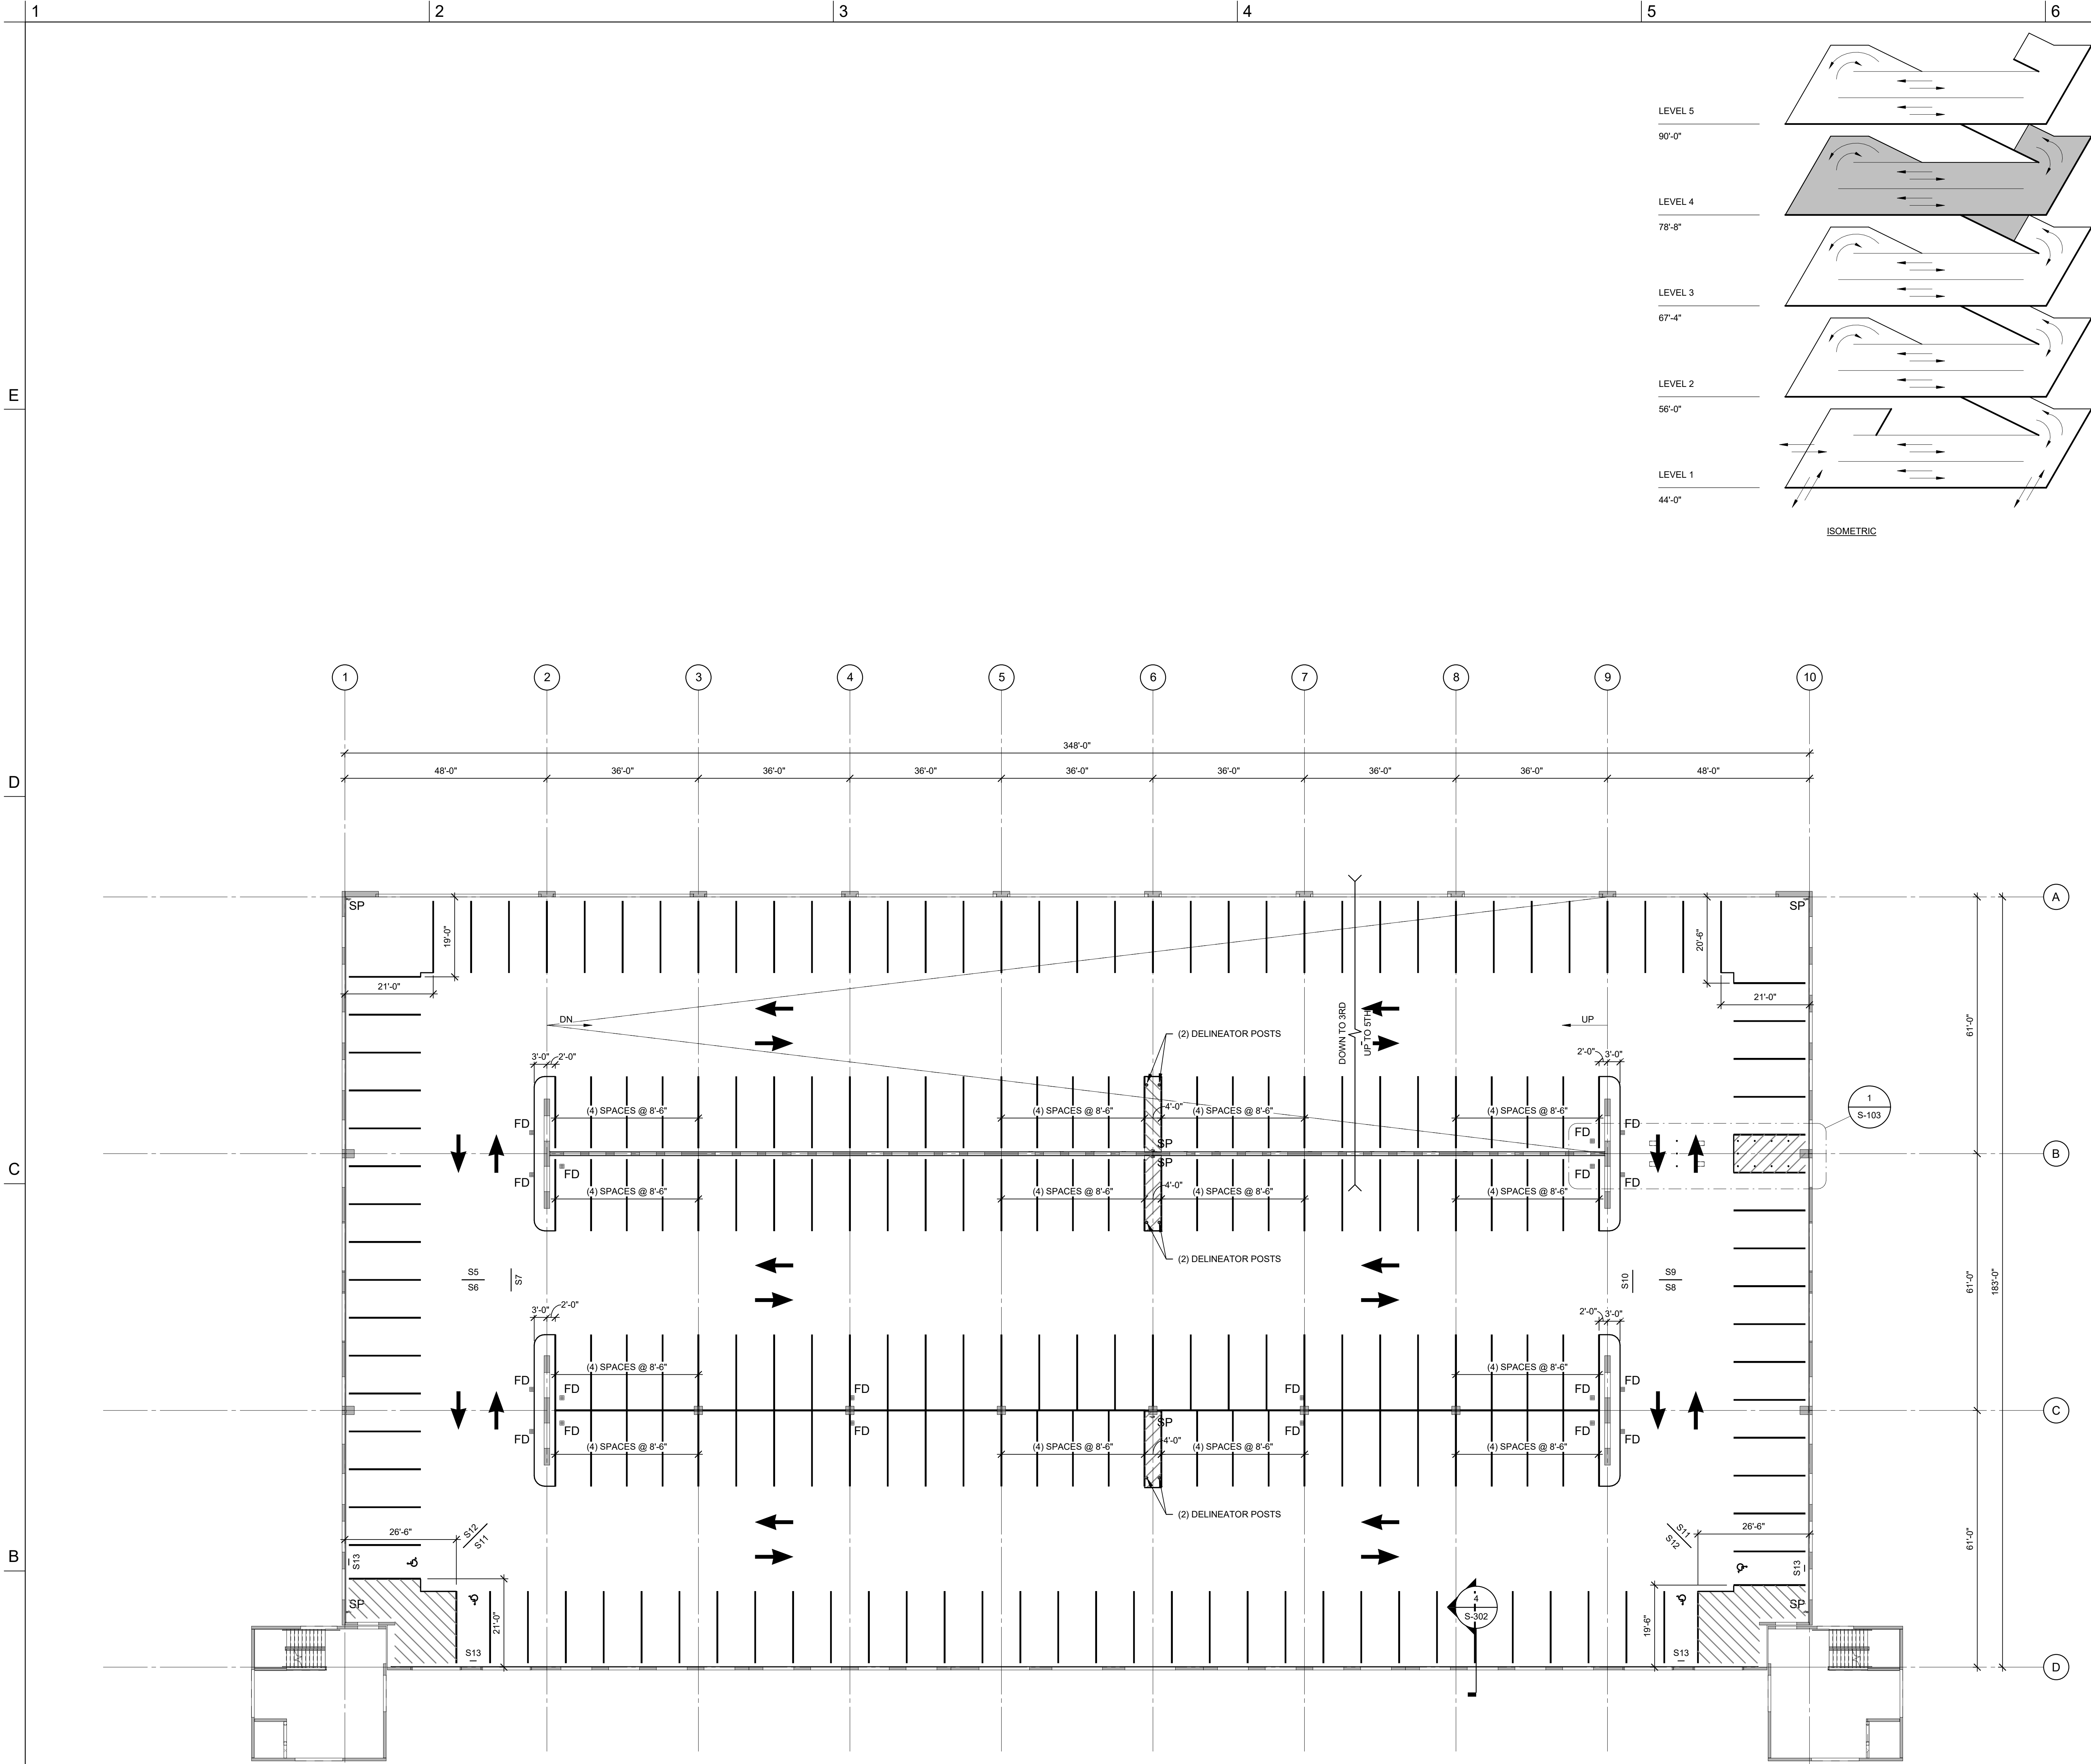 1
2
3
4
5
6
E
D
C
B
LEVEL 5
90'-0"
LEVEL 4
78'-8"
LEVEL 3
67'-4"
LEVEL 2
56'-0"
LEVEL 1
44'-0"
ISOMETRIC
1
2
3
4
5
6
7
8
9
10
348'-0"
48'-0"
36'-0"
36'-0"
36'-0"
36'-0"
36'-0"
36'-0"
36'-0"
48'-0"
A
SP
SP
19'-0"
20'-6"
21'-0"
21'-0"
61'-0"
DN
UP
DOWN TO 3RD
UP TO 5TH
(2) DELINEATOR POSTS
3'-0"
2'-0"
2'-0"
3'-0"
(4) SPACES @ 8'-6"
(4) SPACES @ 8'-6"
4'-0"
(4) SPACES @ 8'-6"
(4) SPACES @ 8'-6"
1
S-103
FD
FD
FD
SP
B
SP
FD
FD
FD
FD
(4) SPACES @ 8'-6"
(4) SPACES @ 8'-6"
4'-0"
(4) SPACES @ 8'-6"
(4) SPACES @ 8'-6"
(2) DELINEATOR POSTS
S5
S6
S7
S10
S9
S8
61'-0"
183'-0"
3'-0"
2'-0"
2'-0"
3'-0"
(4) SPACES @ 8'-6"
(4) SPACES @ 8'-6"
FD
FD
FD
FD
FD
FD
C
FD
FD
FD
SP
FD
FD
FD
(4) SPACES @ 8'-6"
(4) SPACES @ 8'-6"
4'-0"
(4) SPACES @ 8'-6"
(4) SPACES @ 8'-6"
(2) DELINEATOR POSTS
26'-6"
S12
S11
S11
S12
26'-6"
61'-0"
S13
S13
SP
SP
21'-0"
4
S-302
19'-6"
S13
S13
D